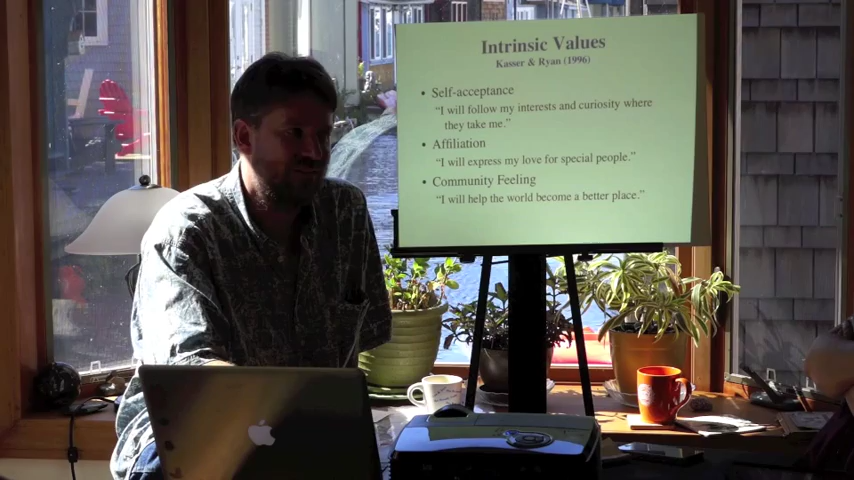 Intrinsic Values
Kasser & Ryan (1996)
• Self-acceptance
“I will follow my interests and curiosity where
they take me.”
• Affiliation
“I will express my love for special people.”
• Community Feeling
“I will help the world become a better place.”